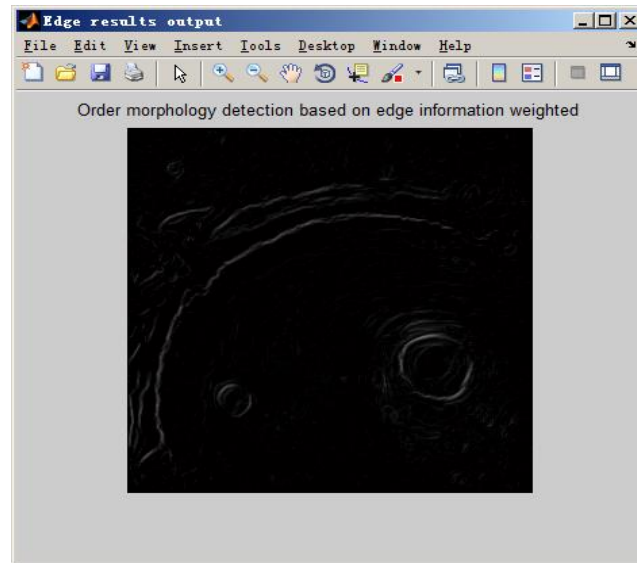 Edge results output
File Edit View Insert Tools Desktop Window Help
Order morphology detection based on edge information weighted